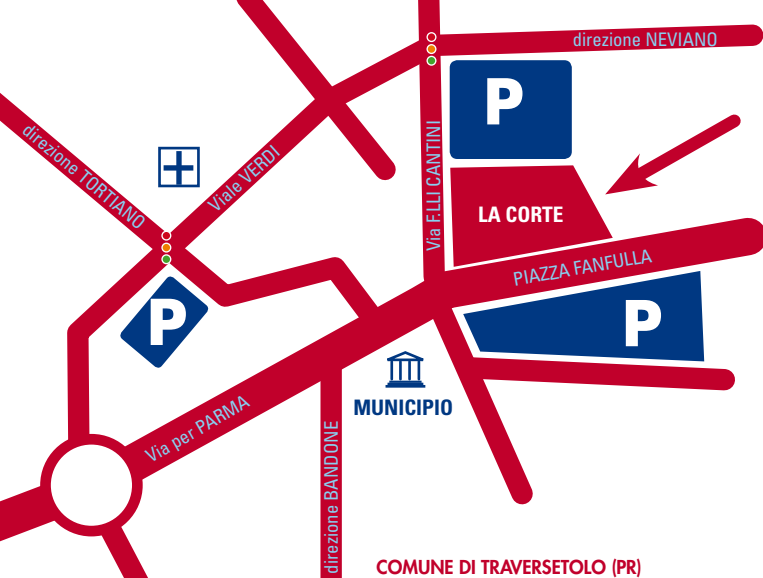 direzione NEVIANO
P
direzione TORTIANO
Viale VERDI
Via F.LLI CANTINI
LA CORTE
PIAZZA FANFULLA
P
P
MUNICIPIO
Via per PARMA
direzione BANDONE
COMUNE DI TRAVERSETOLO (PR)